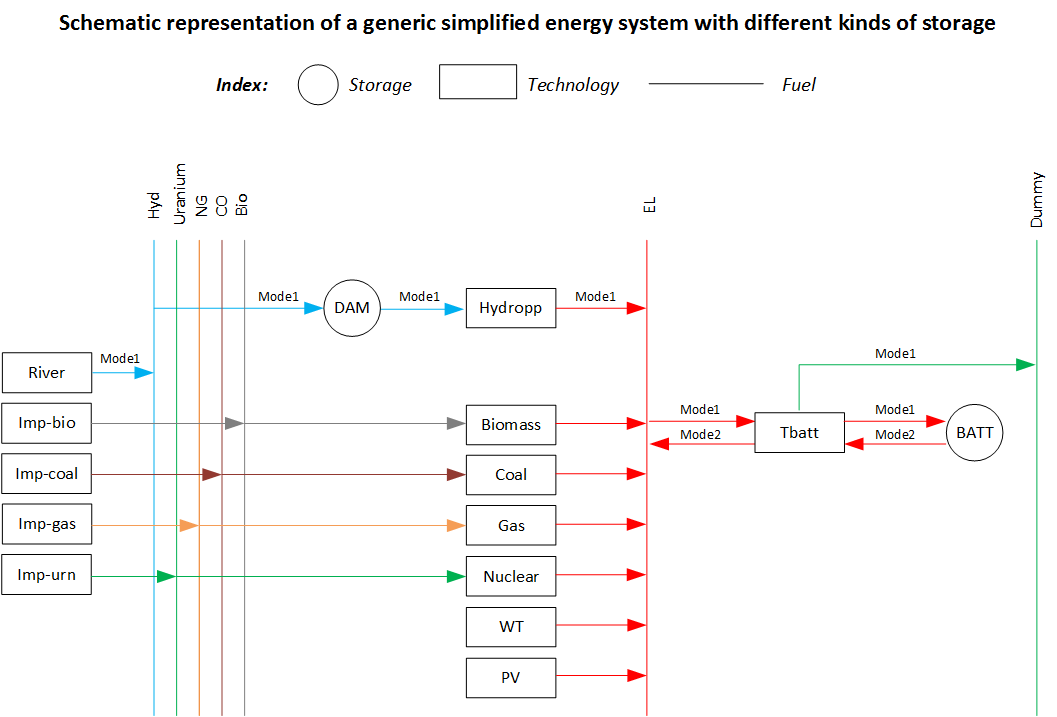 Schematic representation of a generic simplified energy system with different kinds of storage
Index: Storage Technology Fuel
Hyd
Uranium
NG
CO
Bio
EL
Dummy
Mode1 Mode1 Mode1
DAM Hydropp
Mode1 Mode1
River
Imp-bio Biomass Mode1 Mode1
Mode2 Tbatt Mode2 BATT
Imp-coal Coal
Imp-gas Gas
Imp-urn Nuclear
WT
PV